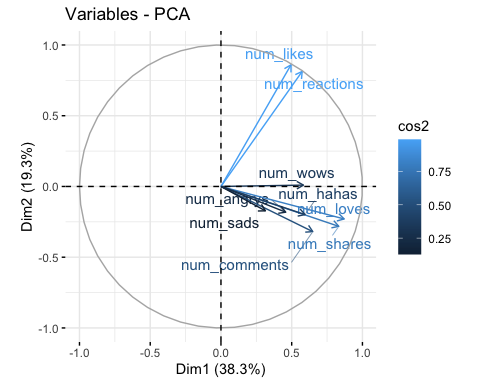 Variables - PCA
num_likes
num_reactions
num_wows
num_hahas
num_angrys
num_loves
num_sads
num_shares
num_comments
1.0
0.5
0.0
-0.5
-1.0
-1.0
-0.5
0.0
0.5
1.0
Dim1 (38.3%)
Dim2 (19.3%)
cos2
0.75
0.50
0.25